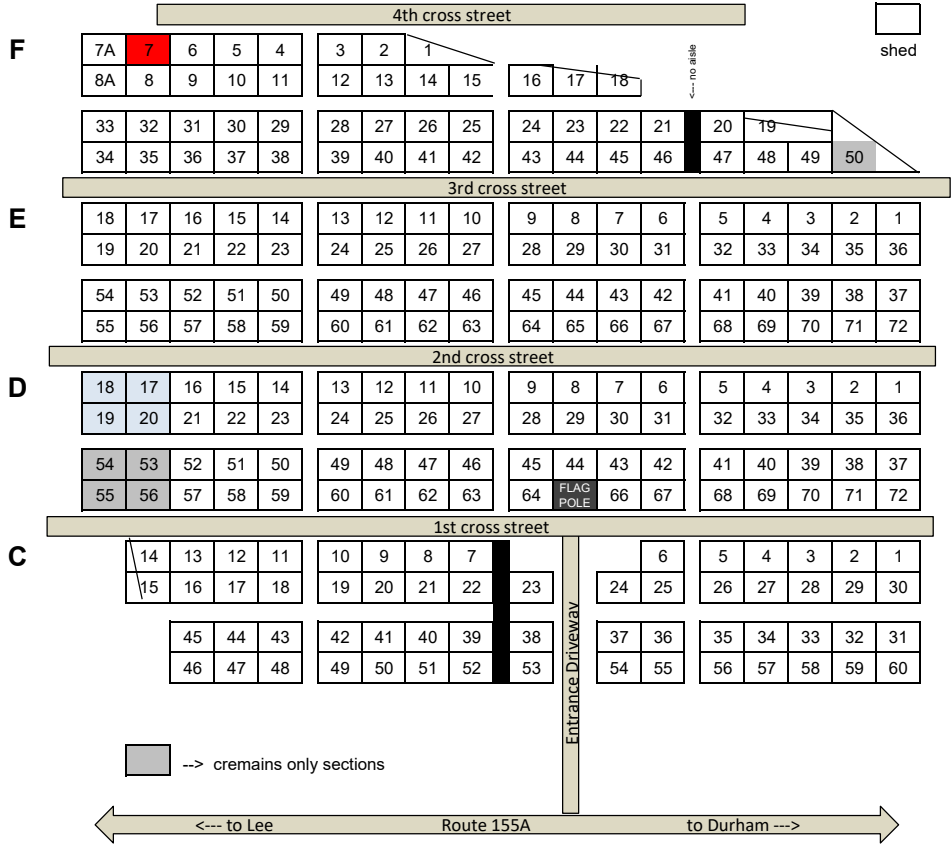 4th cross street
shed
F
7A 7 6 5 4 3 2 1
8A 8 9 10 11 12 13 14 15 16 17 18
<--- no aisle
33 32 31 30 29 28 27 26 25 24 23 22 21 20 19
34 35 36 37 38 39 40 41 42 43 44 45 46 47 48 49 50
3rd cross street
E
18 17 16 15 14 13 12 11 10 9 8 7 6 5 4 3 2 1
19 20 21 22 23 24 25 26 27 28 29 30 31 32 33 34 35 36
54 53 52 51 50 49 48 47 46 45 44 43 42 41 40 39 38 37
55 56 57 58 59 60 61 62 63 64 65 66 67 68 69 70 71 72
2nd cross street
D
18 17 16 15 14 13 12 11 10 9 8 7 6 5 4 3 2 1
19 20 21 22 23 24 25 26 27 28 29 30 31 32 33 34 35 36
54 53 52 51 50 49 48 47 46 45 44 43 42 41 40 39 38 37
55 56 57 58 59 60 61 62 63 64 FLAG POLE 66 67 68 69 70 71 72
1st cross street
C
14 13 12 11 10 9 8 7 6 5 4 3 2 1
15 16 17 18 19 20 21 22 23 24 25 26 27 28 29 30
45 44 43 42 41 40 39 38 37 36 35 34 33 32 31
46 47 48 49 50 51 52 53 54 55 56 57 58 59 60
Entrance Driveway
--> cremains only sections
<--- to Lee Route 155A to Durham --->